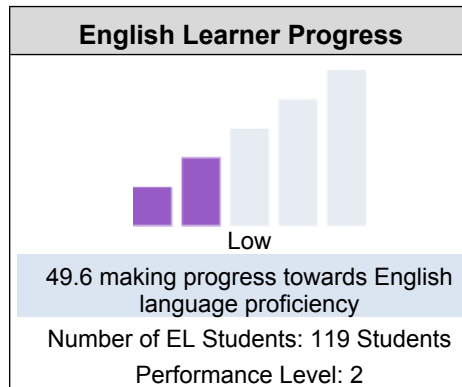 English Learner Progress
Low
49.6 making progress towards English
language proficiency
Number of EL Students: 119 Students
Performance Level: 2